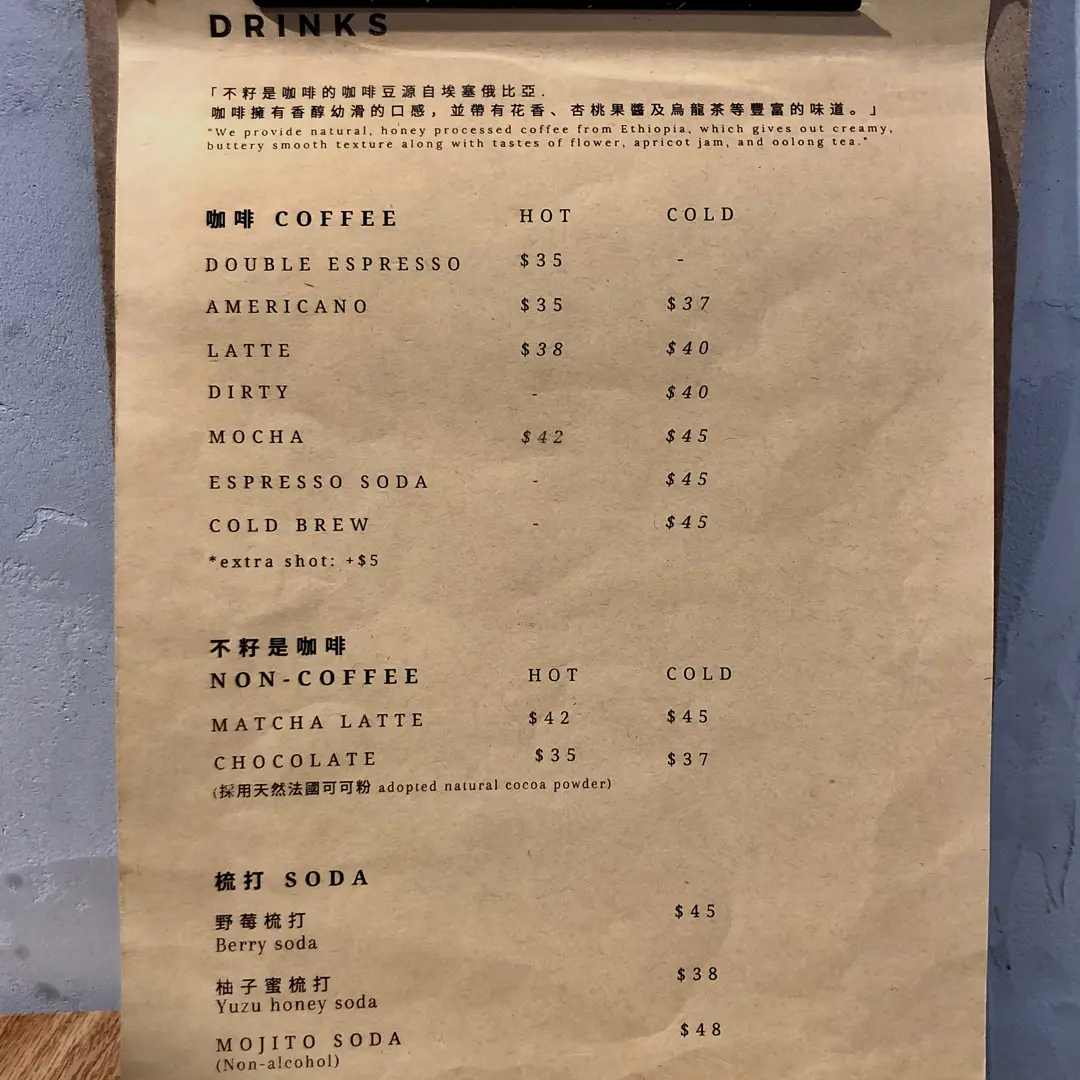 DRINKS
「不籽是咖啡的咖啡豆源自埃塞俄比亞.
咖啡擁有香醇幼滑的口感，並帶有花香、杏桃果醬及烏龍茶等豐富的味道。」
"We provide natural, honey processed coffee from Ethiopia, which gives out creamy,
buttery smooth texture along with tastes of flower, apricot jam, and oolong tea."
咖啡 COFFEE HOT COLD
DOUBLE ESPRESSO $35 -
AMERICANO $35 $37
LATTE $38 $40
DIRTY - $40
MOCHA $42 $45
ESPRESSO SODA - $45
COLD BREW - $45
*extra shot: +$5
不籽是咖啡
NON-COFFEE HOT COLD
MATCHA LATTE $42 $45
CHOCOLATE $35 $37
(採用天然法國可可粉 adopted natural cocoa powder)
梳打 SODA
野莓梳打 $45
Berry soda
柚子蜜梳打 $38
Yuzu honey soda
MOJITO SODA $48
(Non-alcohol)